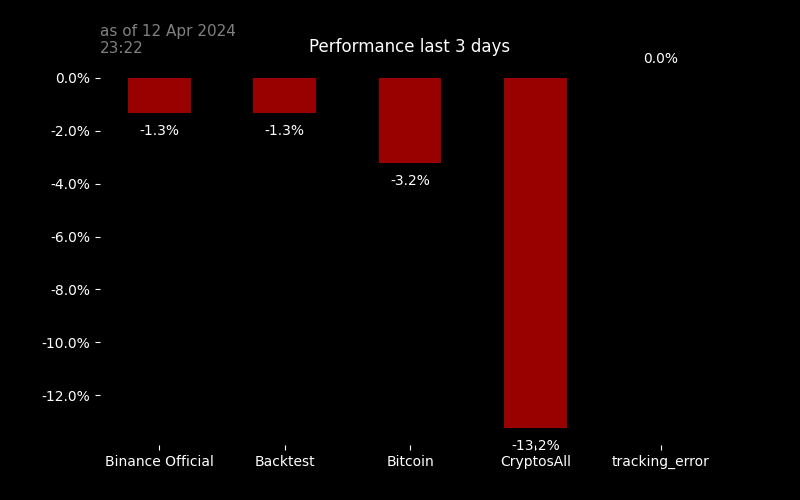 as of 12 Apr 2024
23:22
Performance last 3 days
0.0%
0.0%
-2.0%
-4.0%
-6.0%
-8.0%
-10.0%
-12.0%
-1.3%
-1.3%
-3.2%
-13.2%
Binance Official
Backtest
Bitcoin
CryptosAll
tracking_error